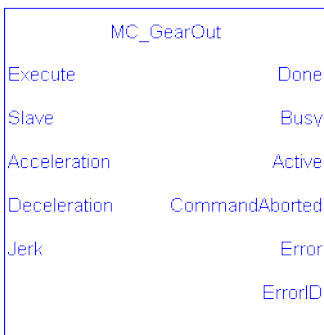 MC_GearOut
Execute Done
Slave Busy
Acceleration Active
Deceleration CommandAborted
Jerk Error
ErrorID